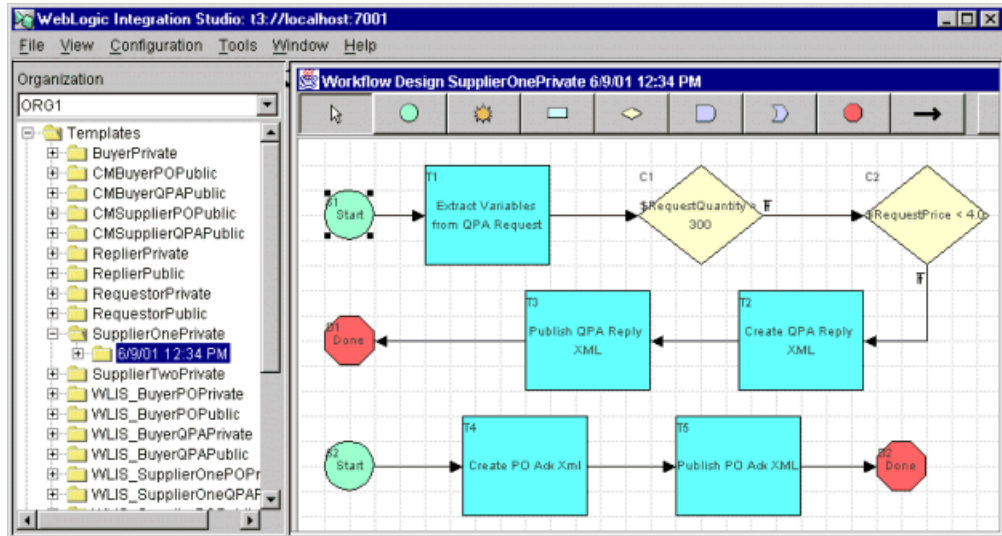 WebLogic Integration Studio: t3://localhost:7001
File View Configuration Tools Window Help
Organization
ORG1
Templates
BuyerPrivate
CMBuyerPOPublic
CMBuyerQPAPublic
CMSupplierPOPublic
CMSupplierQPAPublic
ReplierPrivate
ReplierPublic
RequestorPrivate
RequestorPublic
SupplierOnePrivate
6/9/01 12:34 PM
SupplierTwoPrivate
WLIS_BuyerPOPrivate
WLIS_BuyerPOPublic
WLIS_BuyerQPAPrivate
WLIS_BuyerQPAPublic
WLIS_SupplierOnePOPr
WLIS_SupplierOneQPAF
Workflow Design SupplierOnePrivate 6/9/01 12:34 PM
S1
Start
T1
Extract Variables
from QPA Request
C1
$RequestQuantity >
300
F
C2
$RequestPrice < 4.0
D1
Done
T3
Publish QPA Reply
XML
T2
Create QPA Reply
XML
S2
Start
T4
Create PO Ack Xml
T5
Publish PO Ack XML
D2
Done